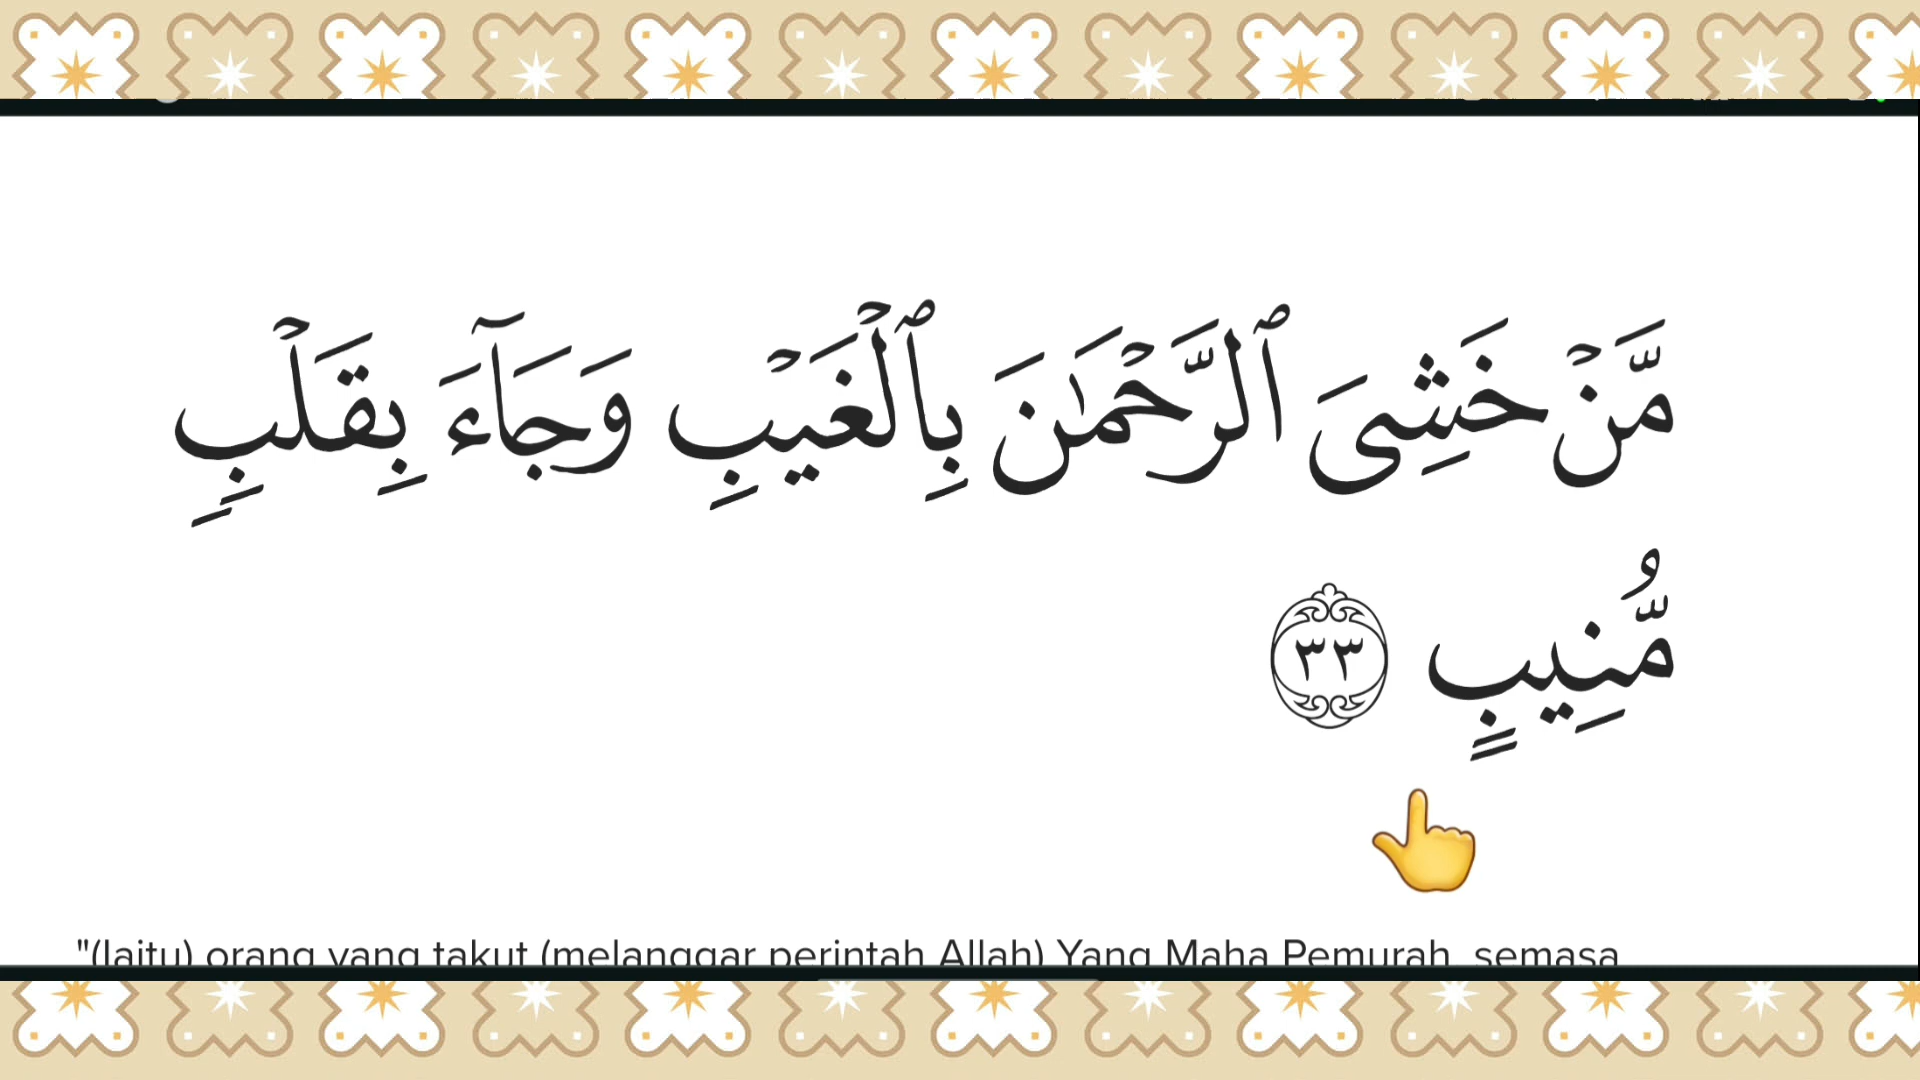 مَّنۡ خَشِيَ ٱلرَّحۡمَٰنَ بِٱلۡغَيۡبِ وَجَآءَ بِقَلۡبٖ
مُّنِيبٍ ٣٣
"(Iaitu) orang yang takut (melanggar perintah Allah) Yang Maha Pemurah, semasa